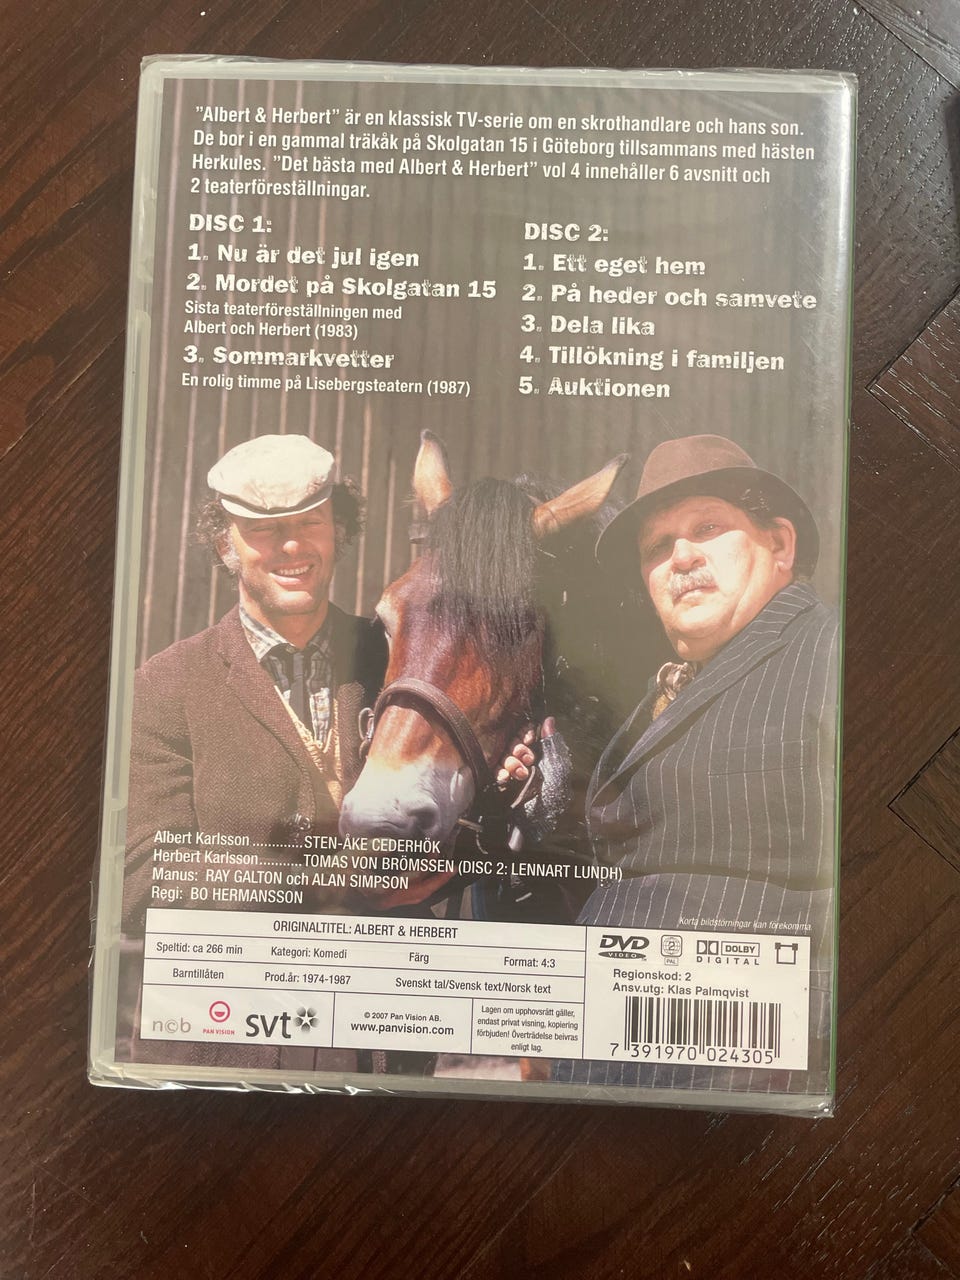 ”Albert & Herbert” är en klassisk TV-serie om en skrothandlare och hans son.
De bor i en gammal träkåk på Skolgatan 15 i Göteborg tillsammans med hästen
Herkules. ”Det bästa med Albert & Herbert” vol 4 innehåller 6 avsnitt och
2 teaterföreställningar.
DISC 1:
1. Nu är det jul igen
2. Mordet på Skolgatan 15
Sista teaterföreställningen med
Albert och Herbert (1983)
3. Sommarkvetter
En rolig timme på Lisebergsteatern (1987)
DISC 2:
1. Ett eget hem
2. På heder och samvete
3. Dela lika
4. Tillökning i familjen
5. Auktionen
Albert Karlsson ............STEN-ÅKE CEDERHÖK
Herbert Karlsson..........TOMAS VON BRÖMSSEN (DISC 2: LENNART LUNDH)
Manus: RAY GALTON och ALAN SIMPSON
Regi: BO HERMANSSON
Korta bildstörningar kan förekomma
ORIGINALTITEL: ALBERT & HERBERT
Speltid: ca 266 min
Kategori: Komedi
Färg
Format: 4:3
Barntillåten
Prod.år: 1974-1987
Svenskt tal/Svensk text/Norsk text
ncb
PAN VISION
svt
© 2007 Pan Vision AB.
www.panvision.com
Lagen om upphovsrätt gäller,
endast privat visning, kopiering
förbjuden! Överträdelse beivras
enligt lag.
DVD
VIDEO
2
PAL
DOLBY
DIGITAL
Regionskod: 2
Ansv.utg: Klas Palmqvist
7 391970 024305